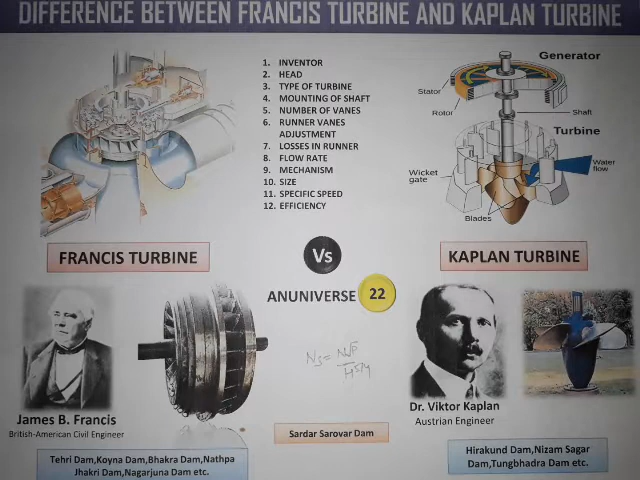 DIFFERENCE BETWEEN FRANCIS TURBINE AND KAPLAN TURBINE
1. INVENTOR
2. HEAD
3. TYPE OF TURBINE
4. MOUNTING OF SHAFT
5. NUMBER OF VANES
6. RUNNER VANES
ADJUSTMENT
7. LOSSES IN RUNNER
8. FLOW RATE
9. MECHANISM
10. SIZE
11. SPECIFIC SPEED
12. EFFICIENCY
Generator
Stator
Rotor
Shaft
Turbine
Water
flow
Wicket
gate
Blades
FRANCIS TURBINE
Vs
KAPLAN TURBINE
ANUNIVERSE 22
Ns = N√P
H5/4
James B. Francis
British-American Civil Engineer
Dr. Viktor Kaplan
Austrian Engineer
Sardar Sarovar Dam
Tehri Dam,Koyna Dam,Bhakra Dam,Nathpa
Jhakri Dam,Nagarjuna Dam etc.
Hirakund Dam,Nizam Sagar
Dam,Tungbhadra Dam etc.